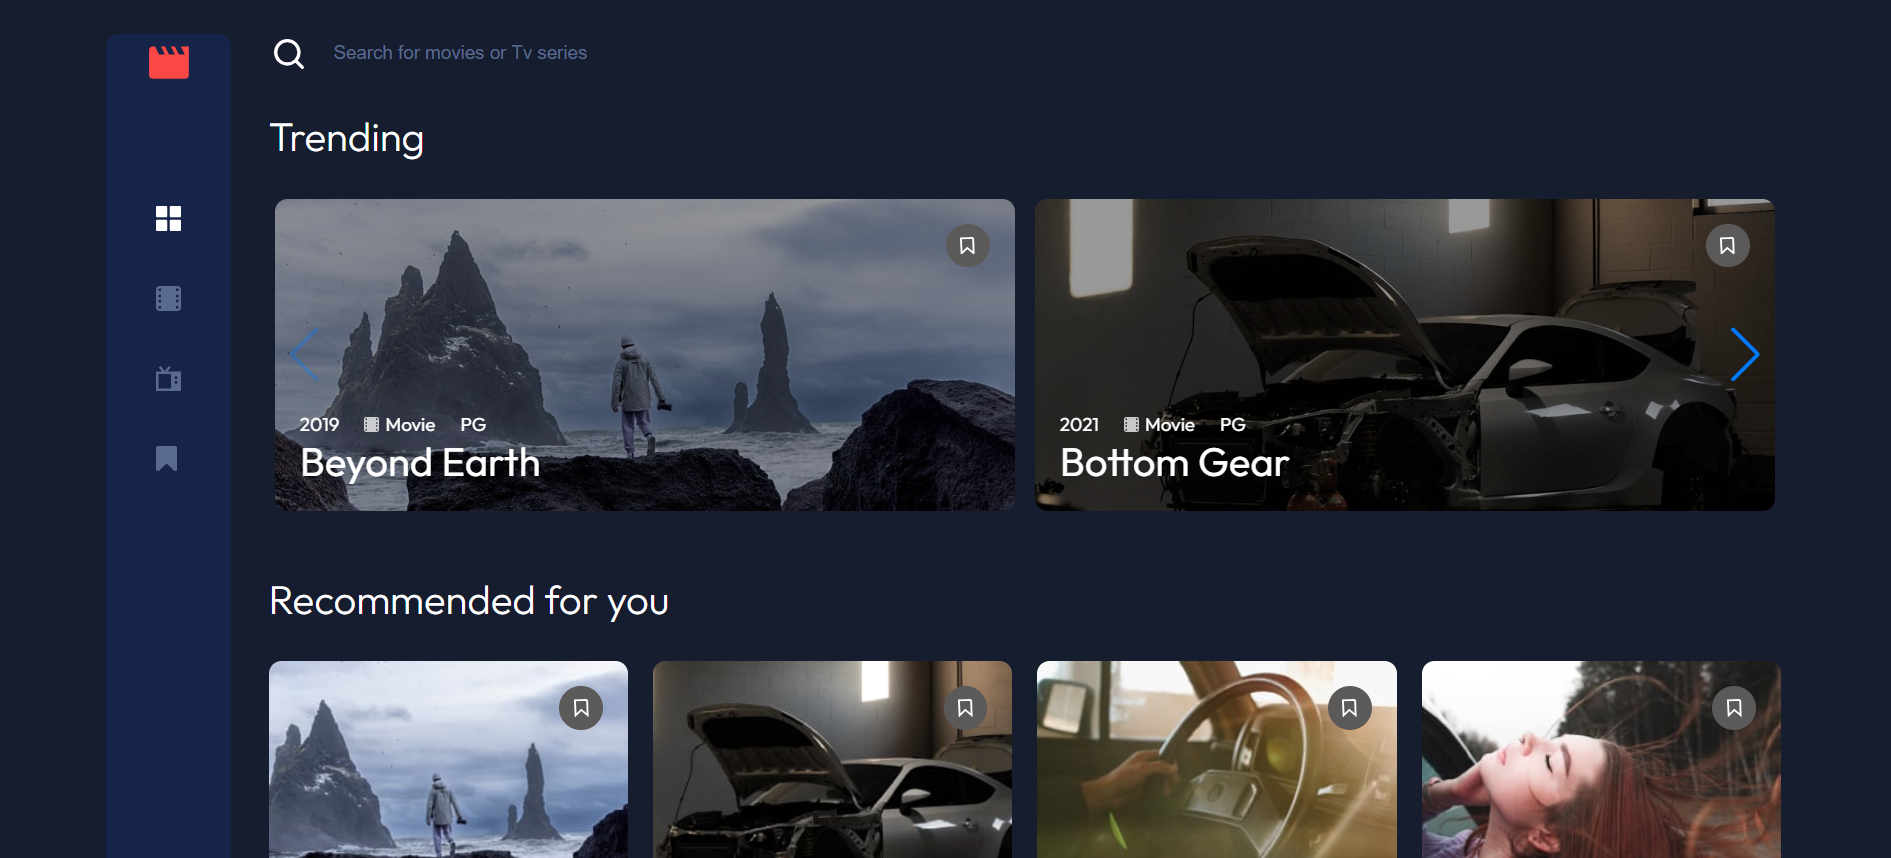 Search for movies or Tv series
Trending
2019 Movie PG
Beyond Earth
2021 Movie PG
Bottom Gear
Recommended for you